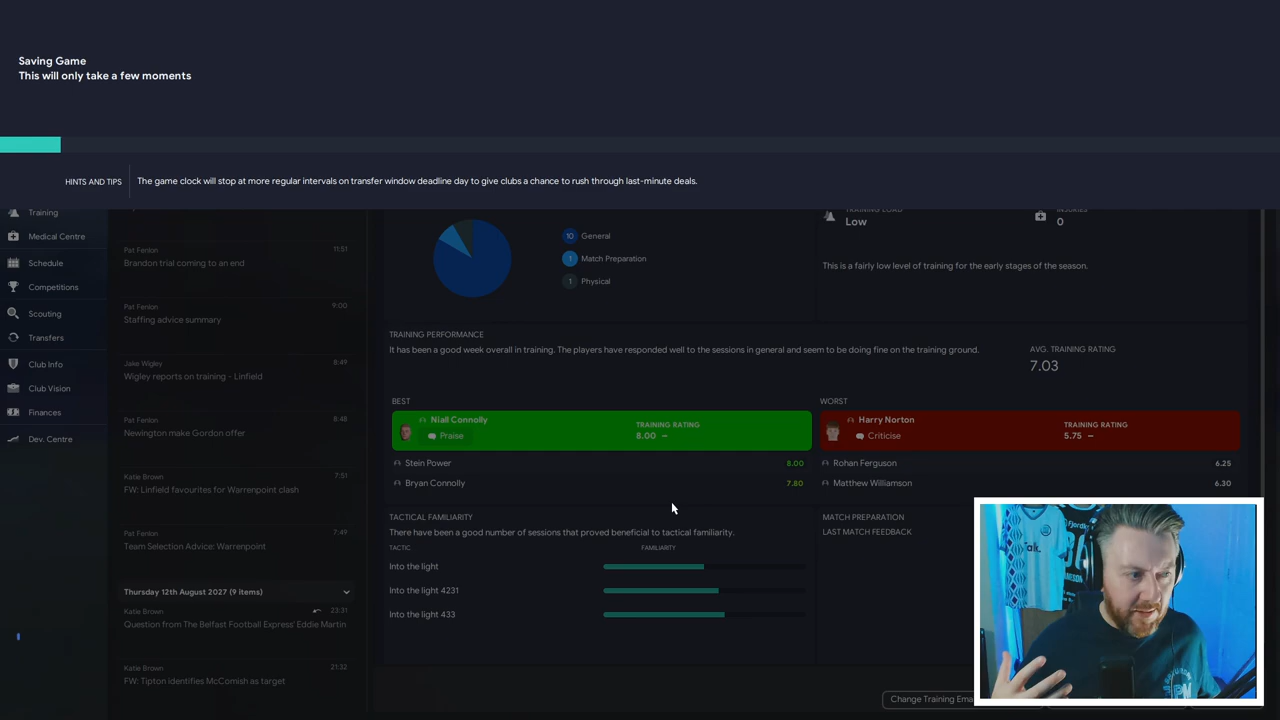 Saving Game
This will only take a few moments
HINTS AND TIPS
The game clock will stop at more regular intervals on transfer window deadline day to give clubs a chance to rush through last-minute deals.
Training
Medical Centre
Schedule
Competitions
Scouting
Transfers
Club Info
Club Vision
Finances
Dev. Centre
Pat Fenlon 11:51
Brandon trial coming to an end
Pat Fenlon 9:00
Staffing advice summary
Jake Wigley 8:49
Wigley reports on training - Linfield
Pat Fenlon 8:48
Newington make Gordon offer
Katie Brown 7:51
FW: Linfield favourites for Warrenpoint clash
Pat Fenlon 7:49
Team Selection Advice: Warrenpoint
Thursday 12th August 2027 (9 items)
Katie Brown 23:31
Question from The Belfast Football Express' Eddie Martin
Katie Brown 21:32
FW: Tipton identifies McComish as target
10 General
1 Match Preparation
1 Physical
TRAINING LOAD
Low
INJURIES
0
This is a fairly low level of training for the early stages of the season.
TRAINING PERFORMANCE
It has been a good week overall in training. The players have responded well to the sessions in general and seem to be doing fine on the training ground.
AVG. TRAINING RATING
7.03
BEST
Niall Connolly
Praise
TRAINING RATING
8.00 –
Stein Power 8.00
Bryan Connolly 7.80
WORST
Harry Norton
Criticise
TRAINING RATING
5.75 –
Rohan Ferguson 6.25
Matthew Williamson 6.30
TACTICAL FAMILIARITY
There have been a good number of sessions that proved beneficial to tactical familiarity.
TACTIC FAMILIARITY
Into the light
Into the light 4231
Into the light 433
MATCH PREPARATION
LAST MATCH FEEDBACK
Change Training Ema